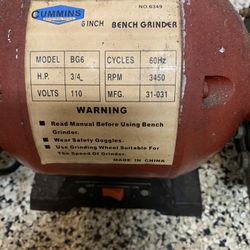 NO.6349
CUMMINS
6 INCH BENCH GRINDER
MODEL BG6 CYCLES 60Hz
H.P. 3/4 RPM 3450
VOLTS 110 MFG. 31-031
WARNING
● Read Manual Before Using Bench
Grinder.
● Wear Safety Goggles.
● Use Grinding Wheel Suitable For
The Speed Of Grinder.
MADE IN CHINA